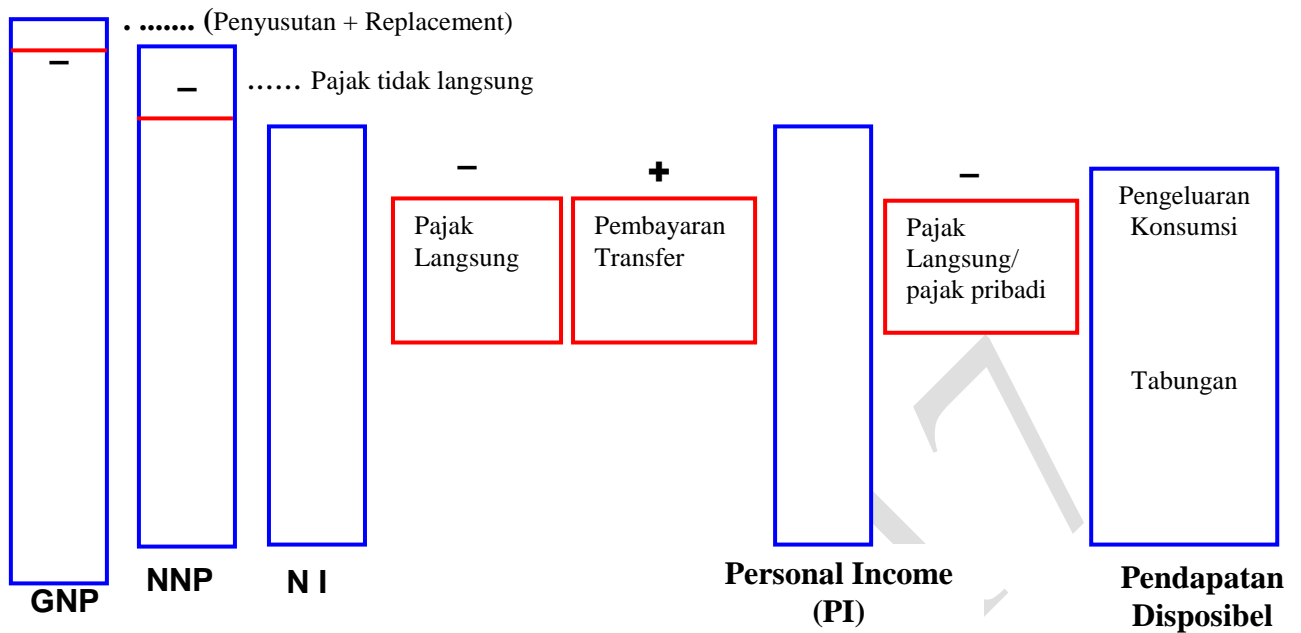 . ....... (Penyusutan + Replacement)
–
–
...... Pajak tidak langsung
–
+
–
Pajak
Langsung
Pembayaran
Transfer
Pajak
Langsung/
pajak pribadi
Pengeluaran
Konsumsi
Tabungan
GNP
NNP
N I
Personal Income
(PI)
Pendapatan
Disposibel